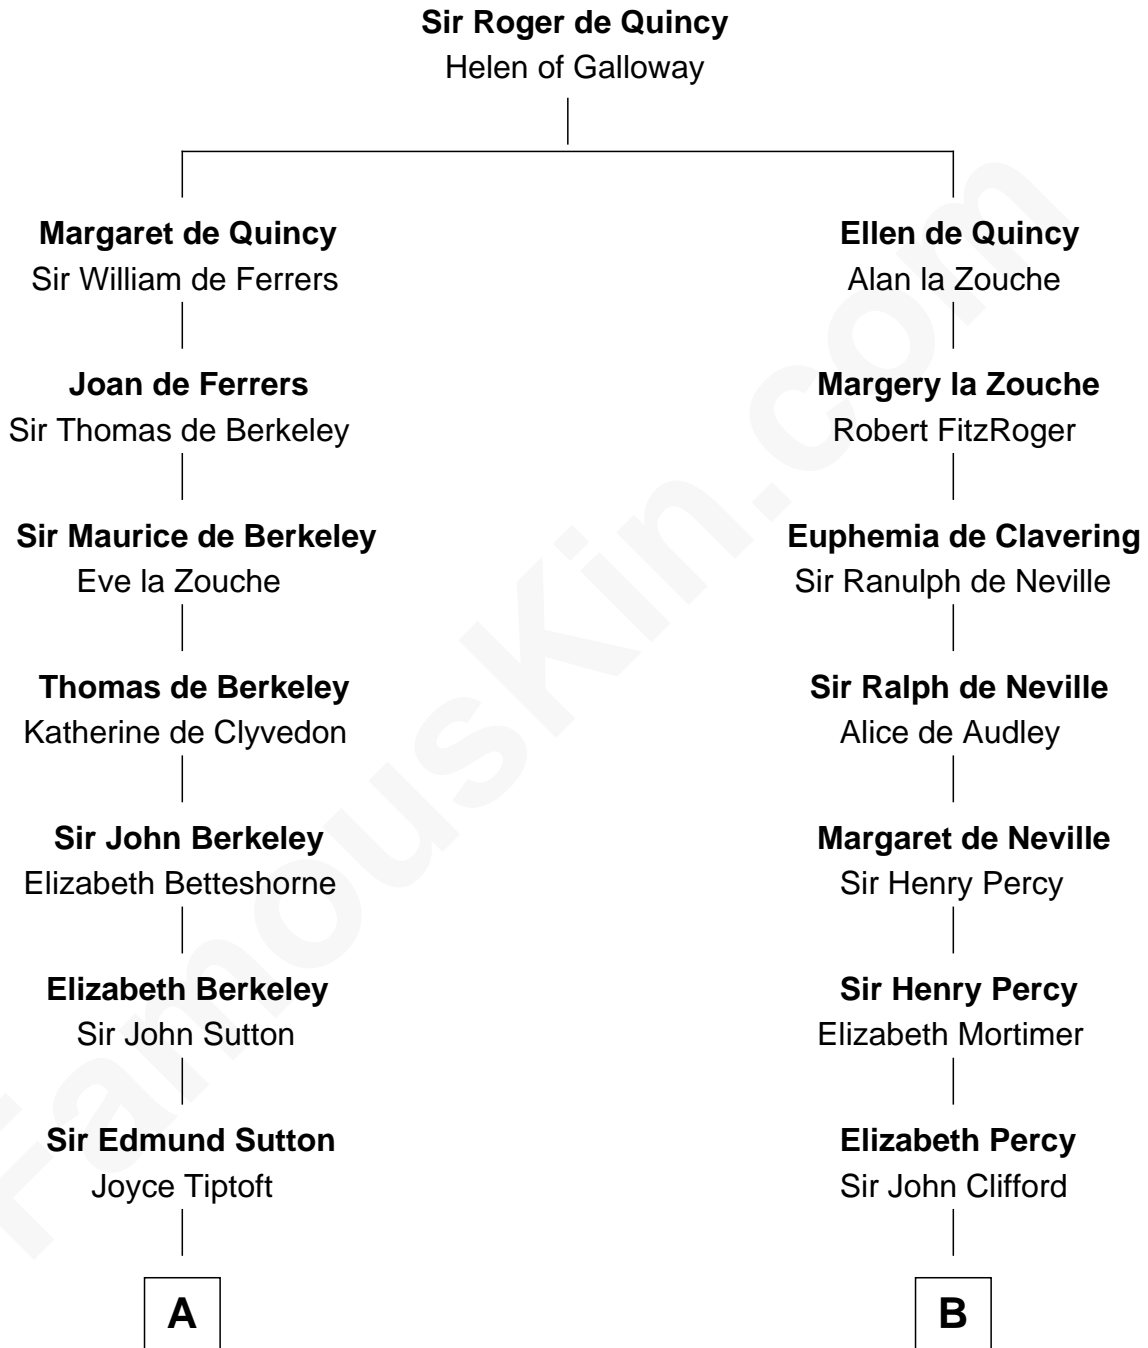 Sir Roger de Quincy
Helen of Galloway
Margaret de Quincy
Sir William de Ferrers
Ellen de Quincy
Alan la Zouche
Joan de Ferrers
Sir Thomas de Berkeley
Margery la Zouche
Robert FitzRoger
Sir Maurice de Berkeley
Eve la Zouche
Euphemia de Clavering
Sir Ranulph de Neville
Thomas de Berkeley
Katherine de Clyvedon
Sir Ralph de Neville
Alice de Audley
Sir John Berkeley
Elizabeth Betteshorne
Margaret de Neville
Sir Henry Percy
Elizabeth Berkeley
Sir John Sutton
Sir Henry Percy
Elizabeth Mortimer
Sir Edmund Sutton
Joyce Tiptoft
Elizabeth Percy
Sir John Clifford
A
B
FamousKin.com